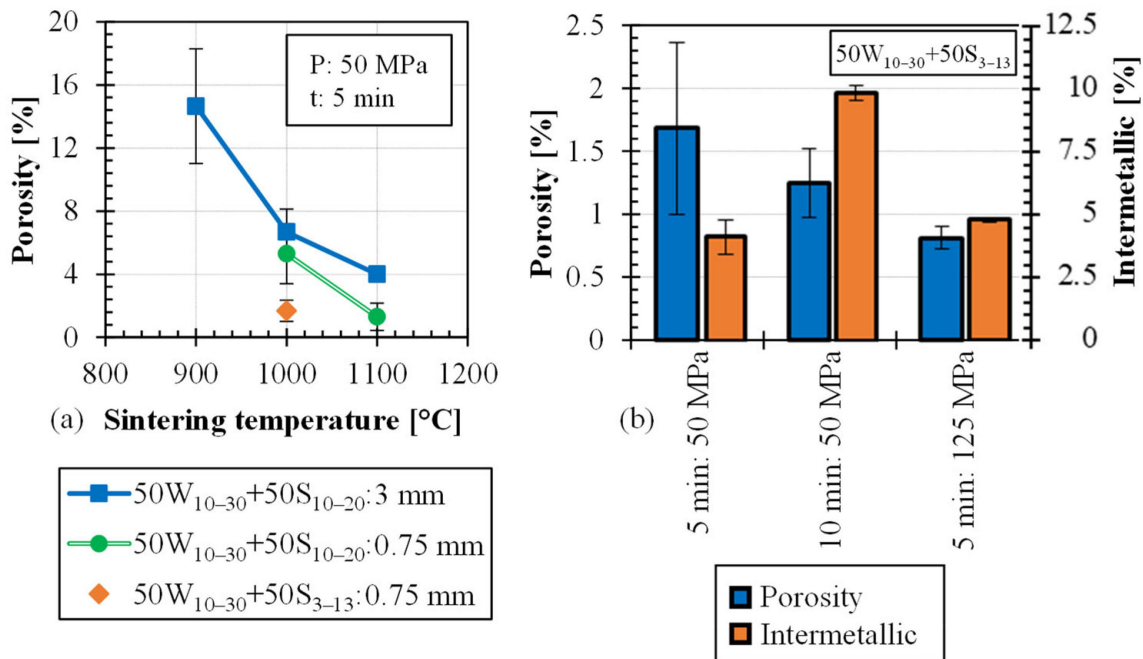 20
16
12
8
4
0
Porosity [%]
P: 50 MPa
t: 5 min
800 900 1000 1100 1200
(a) Sintering temperature [°C]
50W10–30+50S10–20:3 mm
50W10–30+50S10–20:0.75 mm
50W10–30+50S3–13:0.75 mm
2.5
2
1.5
1
0.5
0
Porosity [%]
50W10–30+50S3–13
12.5
10
7.5
5
2.5
0
Intermetallic [%]
(b)
5 min: 50 MPa
10 min: 50 MPa
5 min: 125 MPa
Porosity
Intermetallic